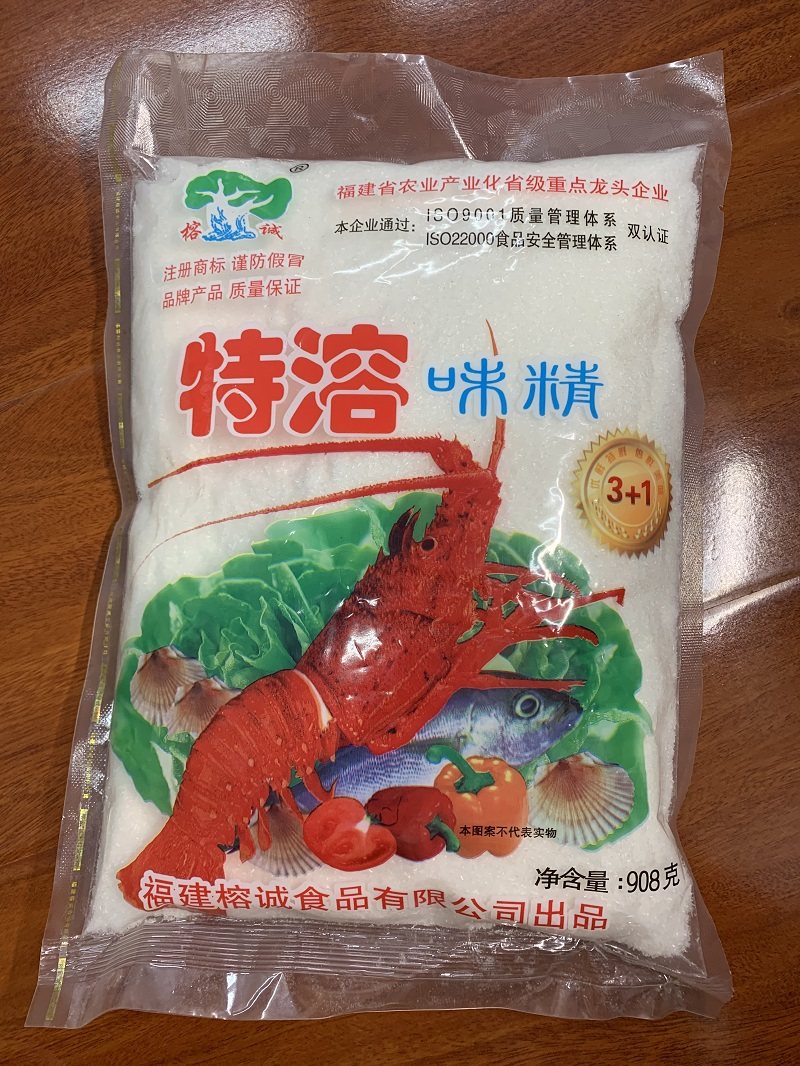 榕诚
®
注册商标 谨防假冒
品牌产品 质量保证
福建省农业产业化省级重点龙头企业
本企业通过:
ISO9001质量管理体系
ISO22000食品安全管理体系
双认证
特溶 味精
3+1
本图案不代表实物
净含量:908克
福建榕诚食品有限公司出品